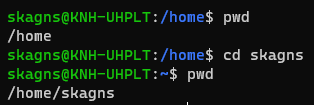 skagns@KNH-UHPLT:/home$ pwd
/home
skagns@KNH-UHPLT:/home$ cd skagns
skagns@KNH-UHPLT:~$ pwd
/home/skagns